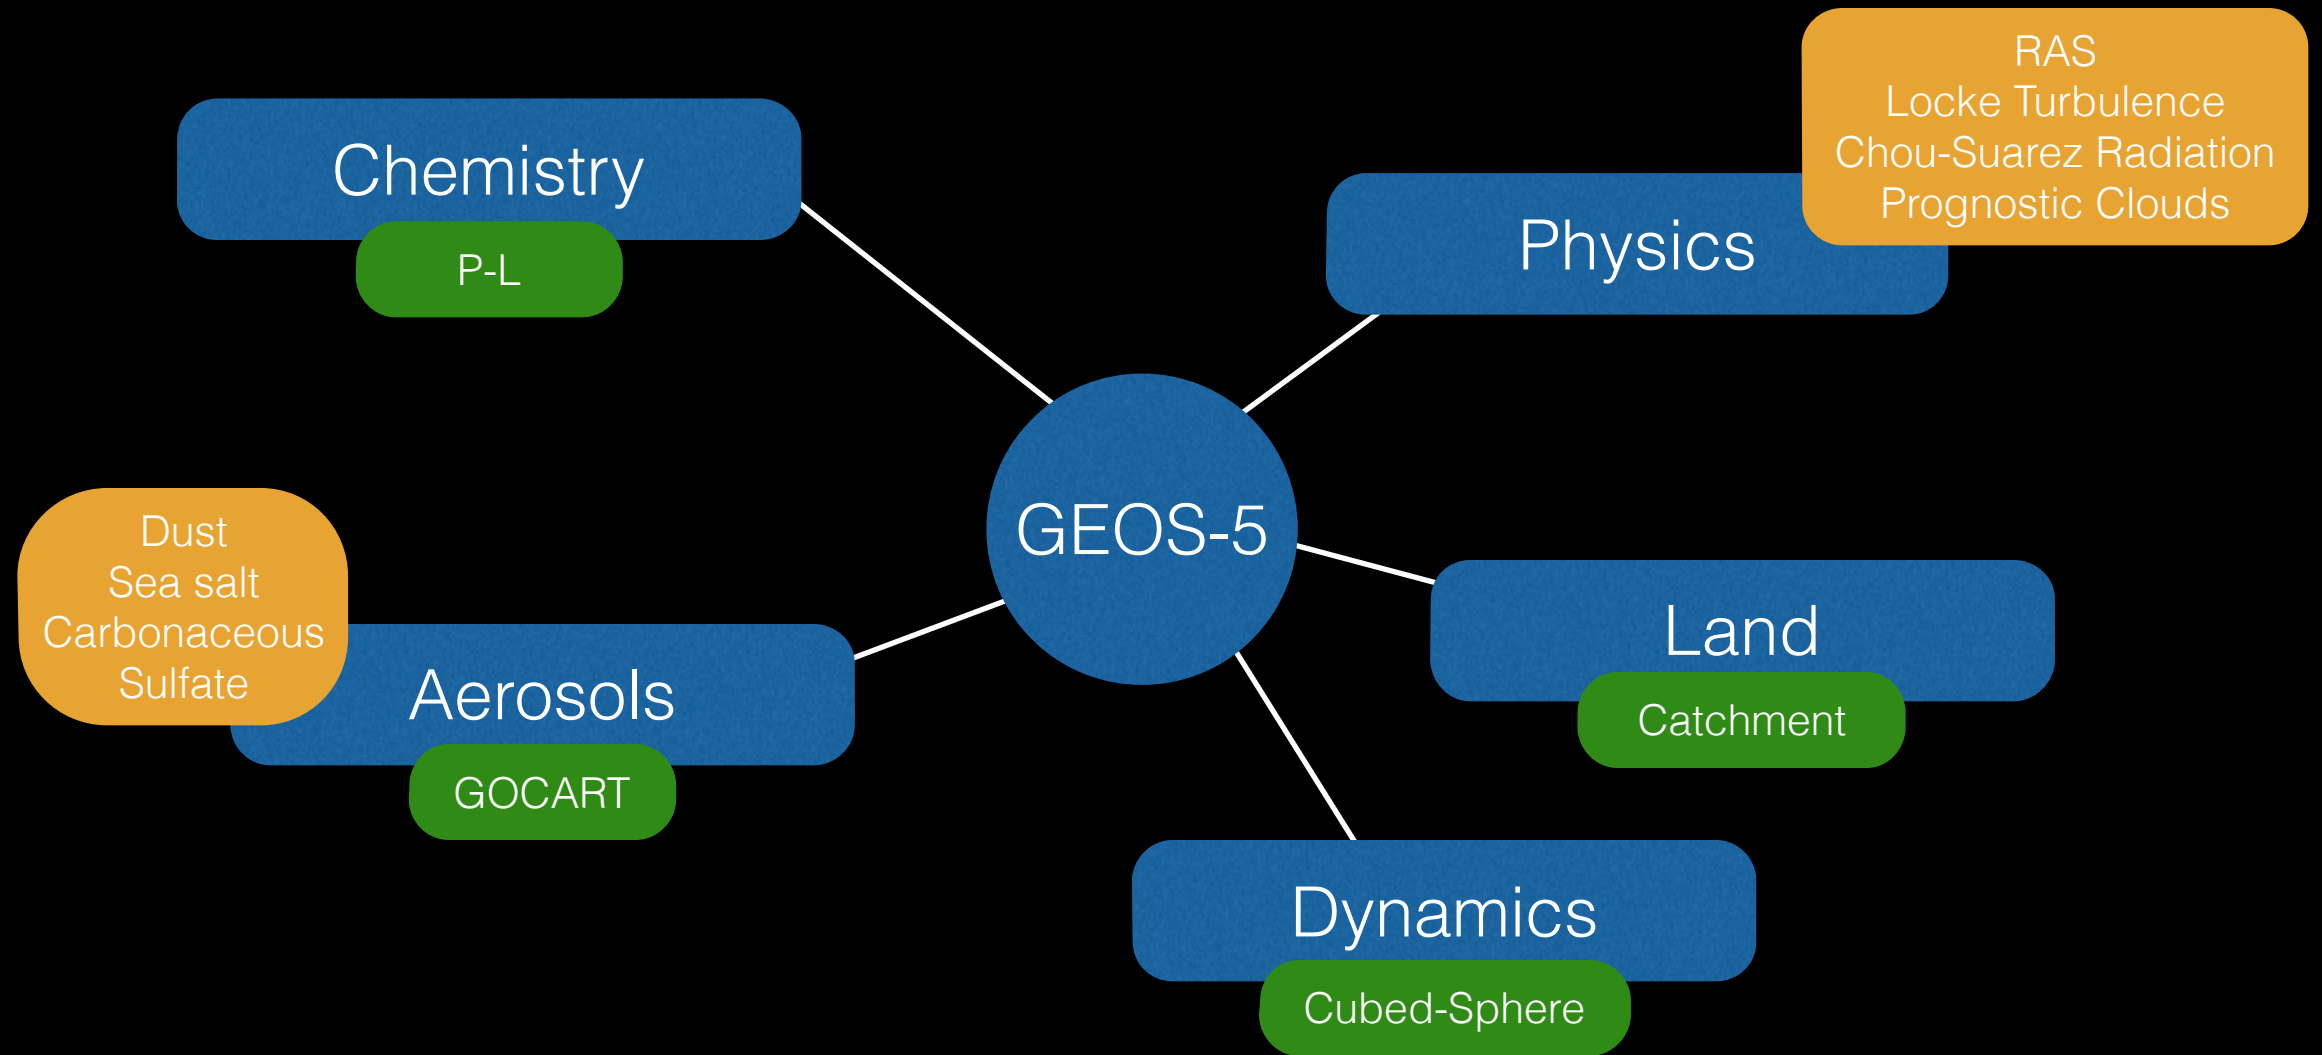 RAS
Locke Turbulence
Chou-Suarez Radiation
Prognostic Clouds
Chemistry
P-L
Physics
GEOS-5
Dust
Sea salt
Carbonaceous
Sulfate
Aerosols
GOCART
Land
Catchment
Dynamics
Cubed-Sphere